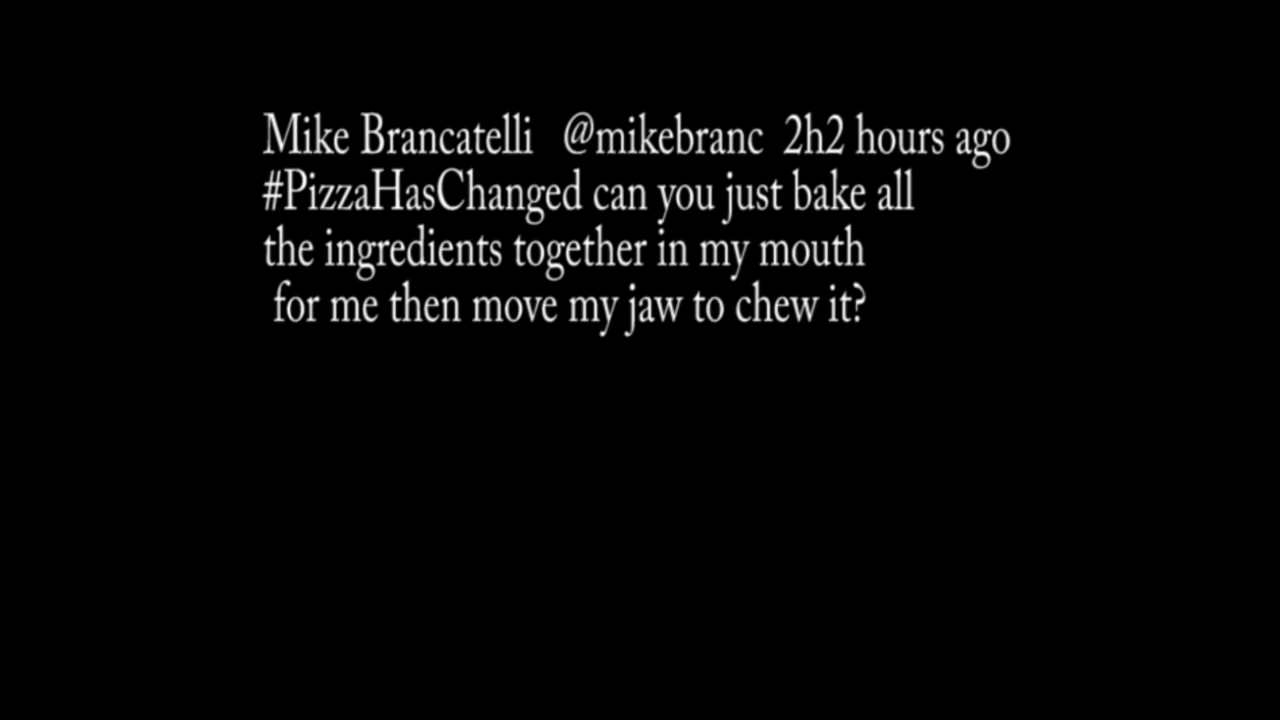 Mike Brancatelli @mikebranc 2h2 hours ago
#PizzaHasChanged can you just bake all
the ingredients together in my mouth
for me then move my jaw to chew it?